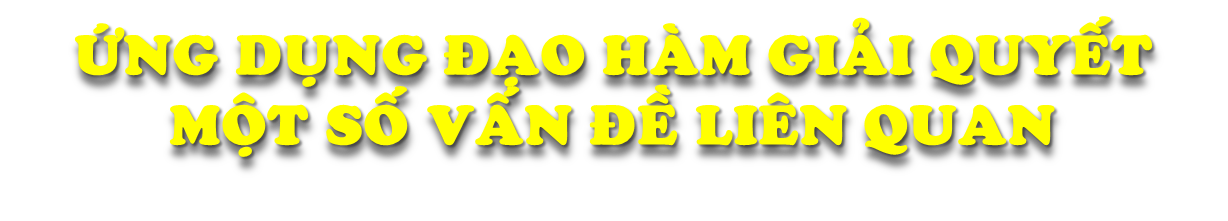 ỨNG DỤNG ĐẠO HÀM GIẢI QUYẾT
MỘT SỐ VẤN ĐỀ LIÊN QUAN